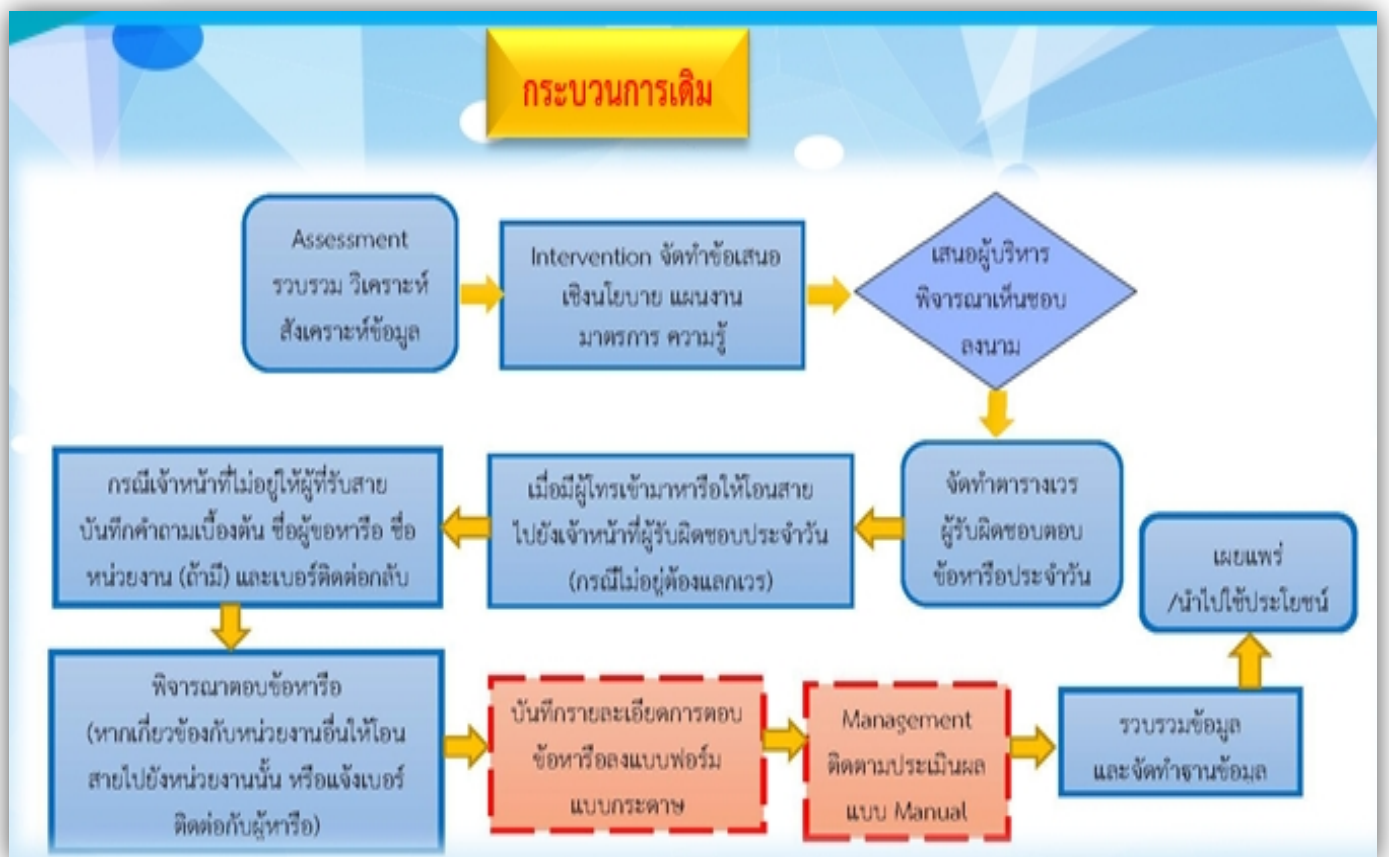 กระบวนการเดิม
Assessment
รวบรวม วิเคราะห์
สังเคราะห์ข้อมูล
Intervention จัดทำข้อเสนอ
เชิงนโยบาย แผนงาน
มาตรการ ความรู้
เสนอผู้บริหาร
พิจารณาเห็นชอบ
ลงนาม
จัดทำตารางเวร
ผู้รับผิดชอบตอบ
ข้อหารือประจำวัน
เมื่อมีผู้โทรเข้ามาหารือให้โอนสาย
ไปยังเจ้าหน้าที่ผู้รับผิดชอบประจำวัน
(กรณีไม่อยู่ต้องแลกเวร)
กรณีเจ้าหน้าที่ไม่อยู่ให้ผู้ที่รับสาย
บันทึกคำถามเบื้องต้น ชื่อผู้ขอหารือ ชื่อ
หน่วยงาน (ถ้ามี) และเบอร์ติดต่อกลับ
พิจารณาตอบข้อหารือ
(หากเกี่ยวข้องกับหน่วยงานอื่นให้โอน
สายไปยังหน่วยงานนั้น หรือแจ้งเบอร์
ติดต่อกับผู้หารือ)
บันทึกรายละเอียดการตอบ
ข้อหารือลงแบบฟอร์ม
แบบกระดาษ
Management
ติดตามประเมินผล
แบบ Manual
รวบรวมข้อมูล
และจัดทำฐานข้อมูล
เผยแพร่
/นำไปใช้ประโยชน์